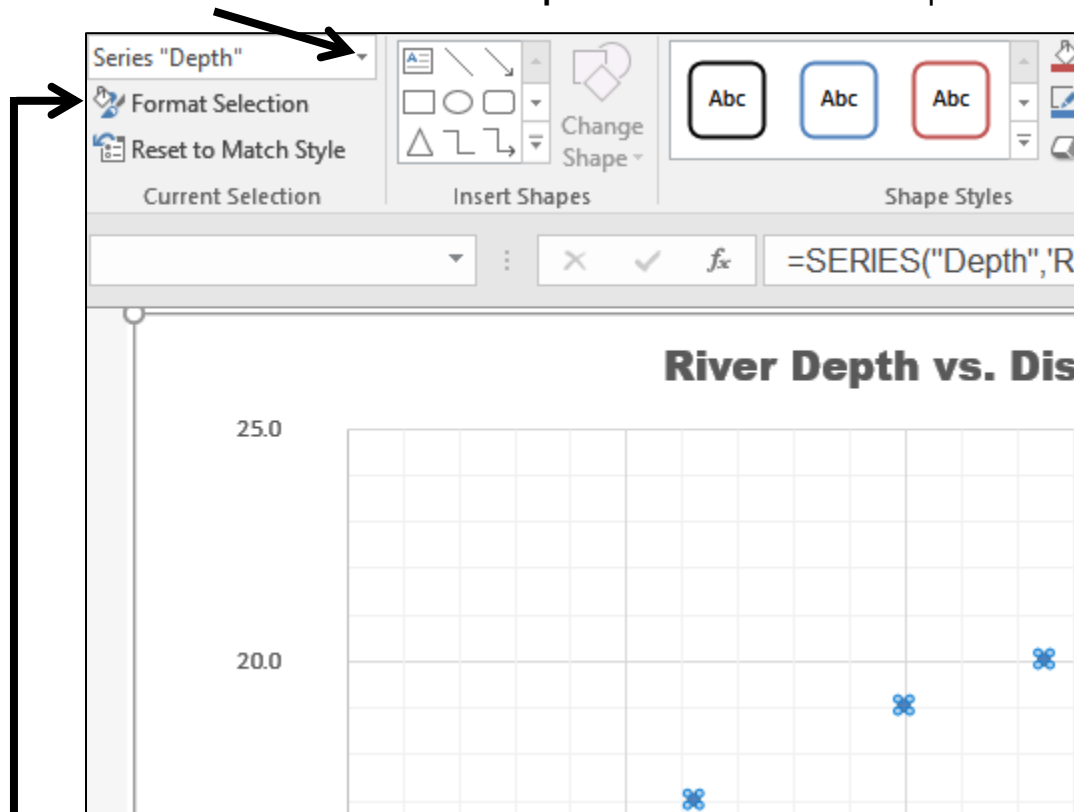 Series "Depth"
Format Selection
Reset to Match Style
Current Selection
Change
Shape
Insert Shapes
Abc Abc Abc
Shape Styles
fx =SERIES("Depth",'R
River Depth vs. Dis
25.0
20.0